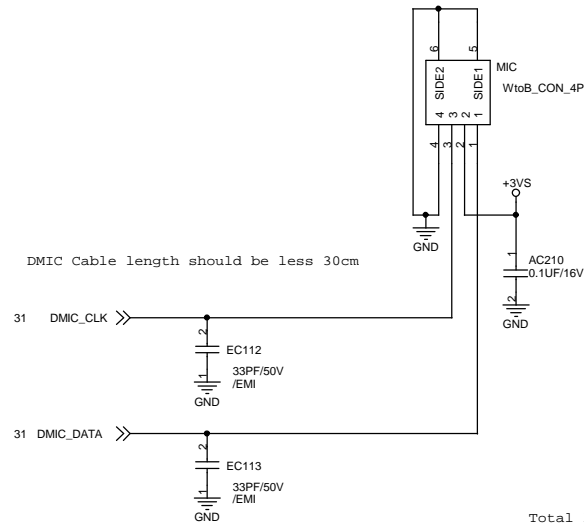 6
5
SIDE2
SIDE1
MIC
WtoB_CON_4P
4
3
2
1
4
3
2
1
+3VS
GND
1
AC210
0.1UF/16V
2
GND
DMIC Cable length should be less 30cm
31 DMIC_CLK
2
EC112
1
33PF/50V
/EMI
GND
31 DMIC_DATA
2
EC113
1
33PF/50V
/EMI
GND
Total